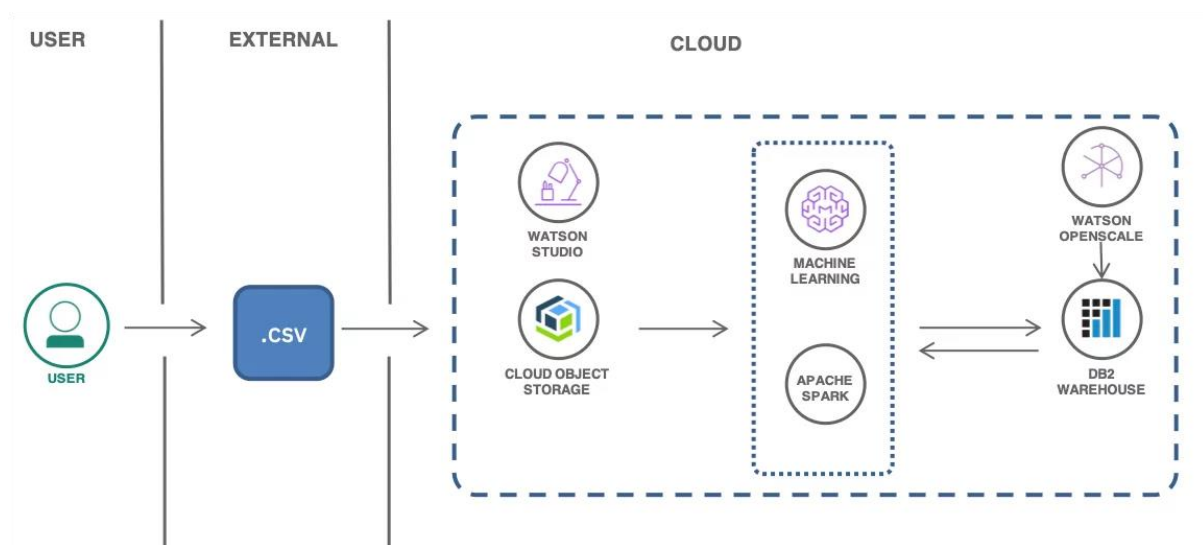 USER
EXTERNAL
CLOUD
WATSON
STUDIO
MACHINE
LEARNING
WATSON
OPENSCALE
USER
.CSV
CLOUD OBJECT
STORAGE
APACHE
SPARK
DB2
WAREHOUSE